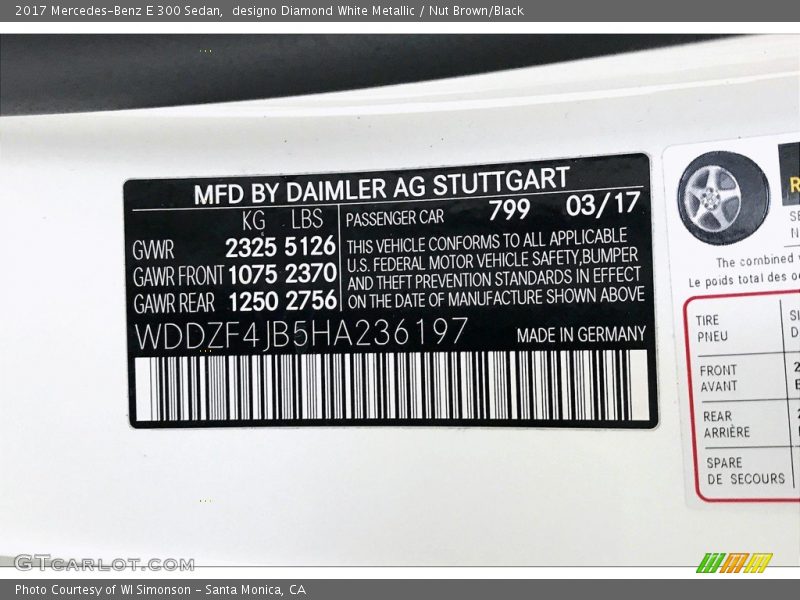 2017 Mercedes-Benz E 300 Sedan,  designo Diamond White Metallic / Nut Brown/Black
MFD BY DAIMLER AG STUTTGART
KG LBS
GVWR 2325 5126
GAWR FRONT 1075 2370
GAWR REAR 1250 2756
PASSENGER CAR 799 03/17
THIS VEHICLE CONFORMS TO ALL APPLICABLE
U.S. FEDERAL MOTOR VEHICLE SAFETY,BUMPER
AND THEFT PREVENTION STANDARDS IN EFFECT
ON THE DATE OF MANUFACTURE SHOWN ABOVE
WDDZF4JB5HA236197 MADE IN GERMANY
The combined
Le poids total des
TIRE
PNEU
FRONT
AVANT
REAR
ARRIÈRE
SPARE
DE SECOURS
GTCARLOT.COM
Photo Courtesy of WI Simonson - Santa Monica, CA